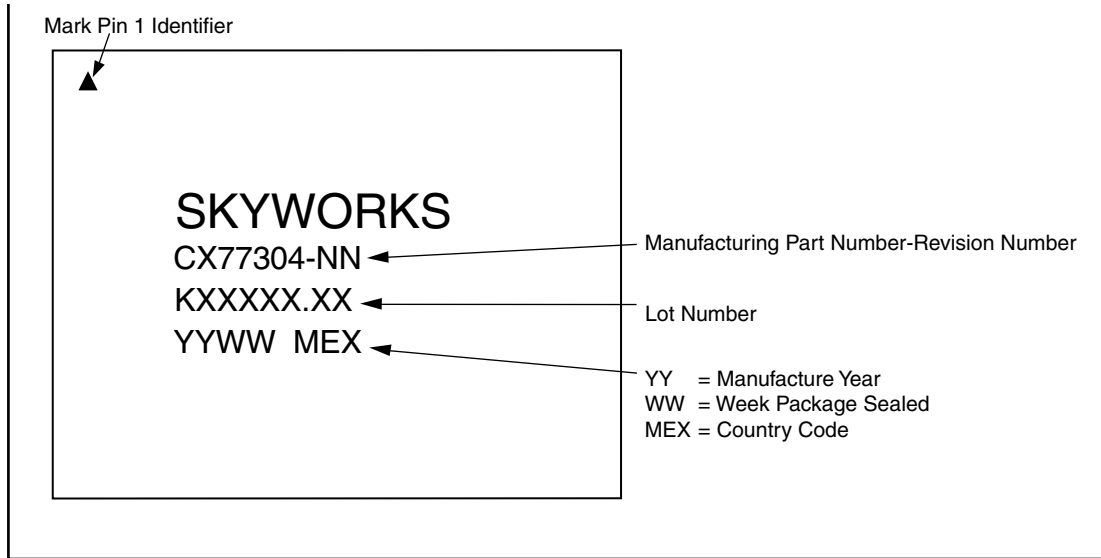 Mark Pin 1 Identifier
SKYWORKS
CX77304-NN
Manufacturing Part Number-Revision Number
KXXXXX.XX
Lot Number
YYWW MEX
YY = Manufacture Year
WW = Week Package Sealed
MEX = Country Code